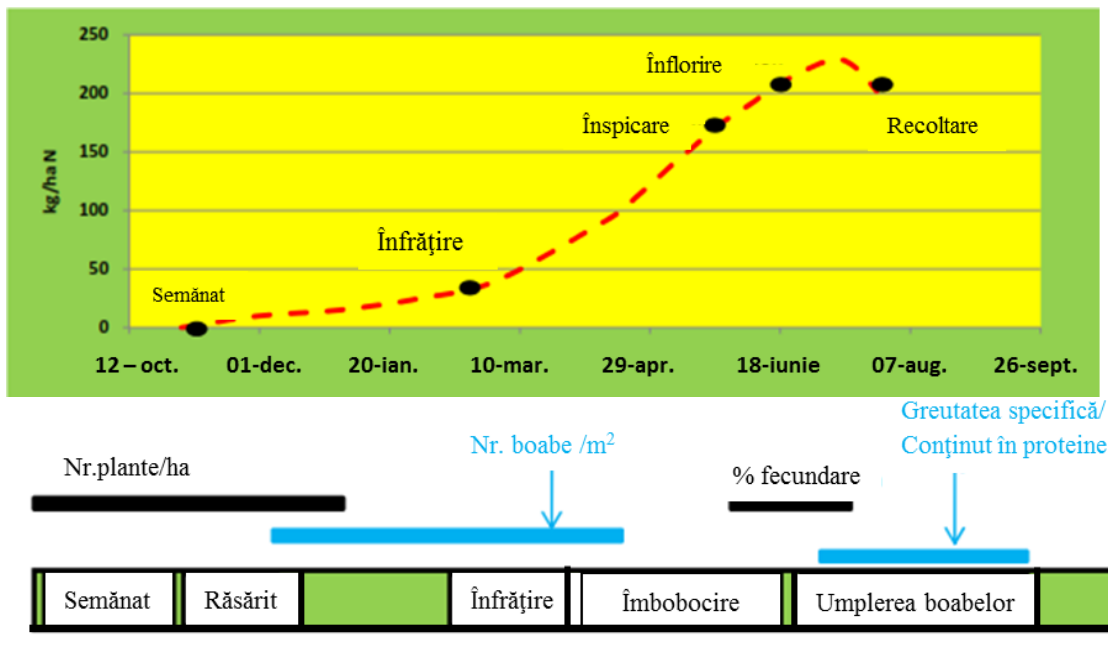 250
200
150
100
50
0
kg/ha N
Înflorire
Înspicare
Recoltare
Înfrăţire
Semănat
12 – oct. 01-dec. 20-ian. 10-mar. 29-apr. 18-iunie 07-aug. 26-sept.
Greutatea specifică/
Conţinut în proteine
Nr. boabe /m²
Nr.plante/ha
% fecundare
Semănat Răsărit Înfrăţire Îmbobocire Umplerea boabelor